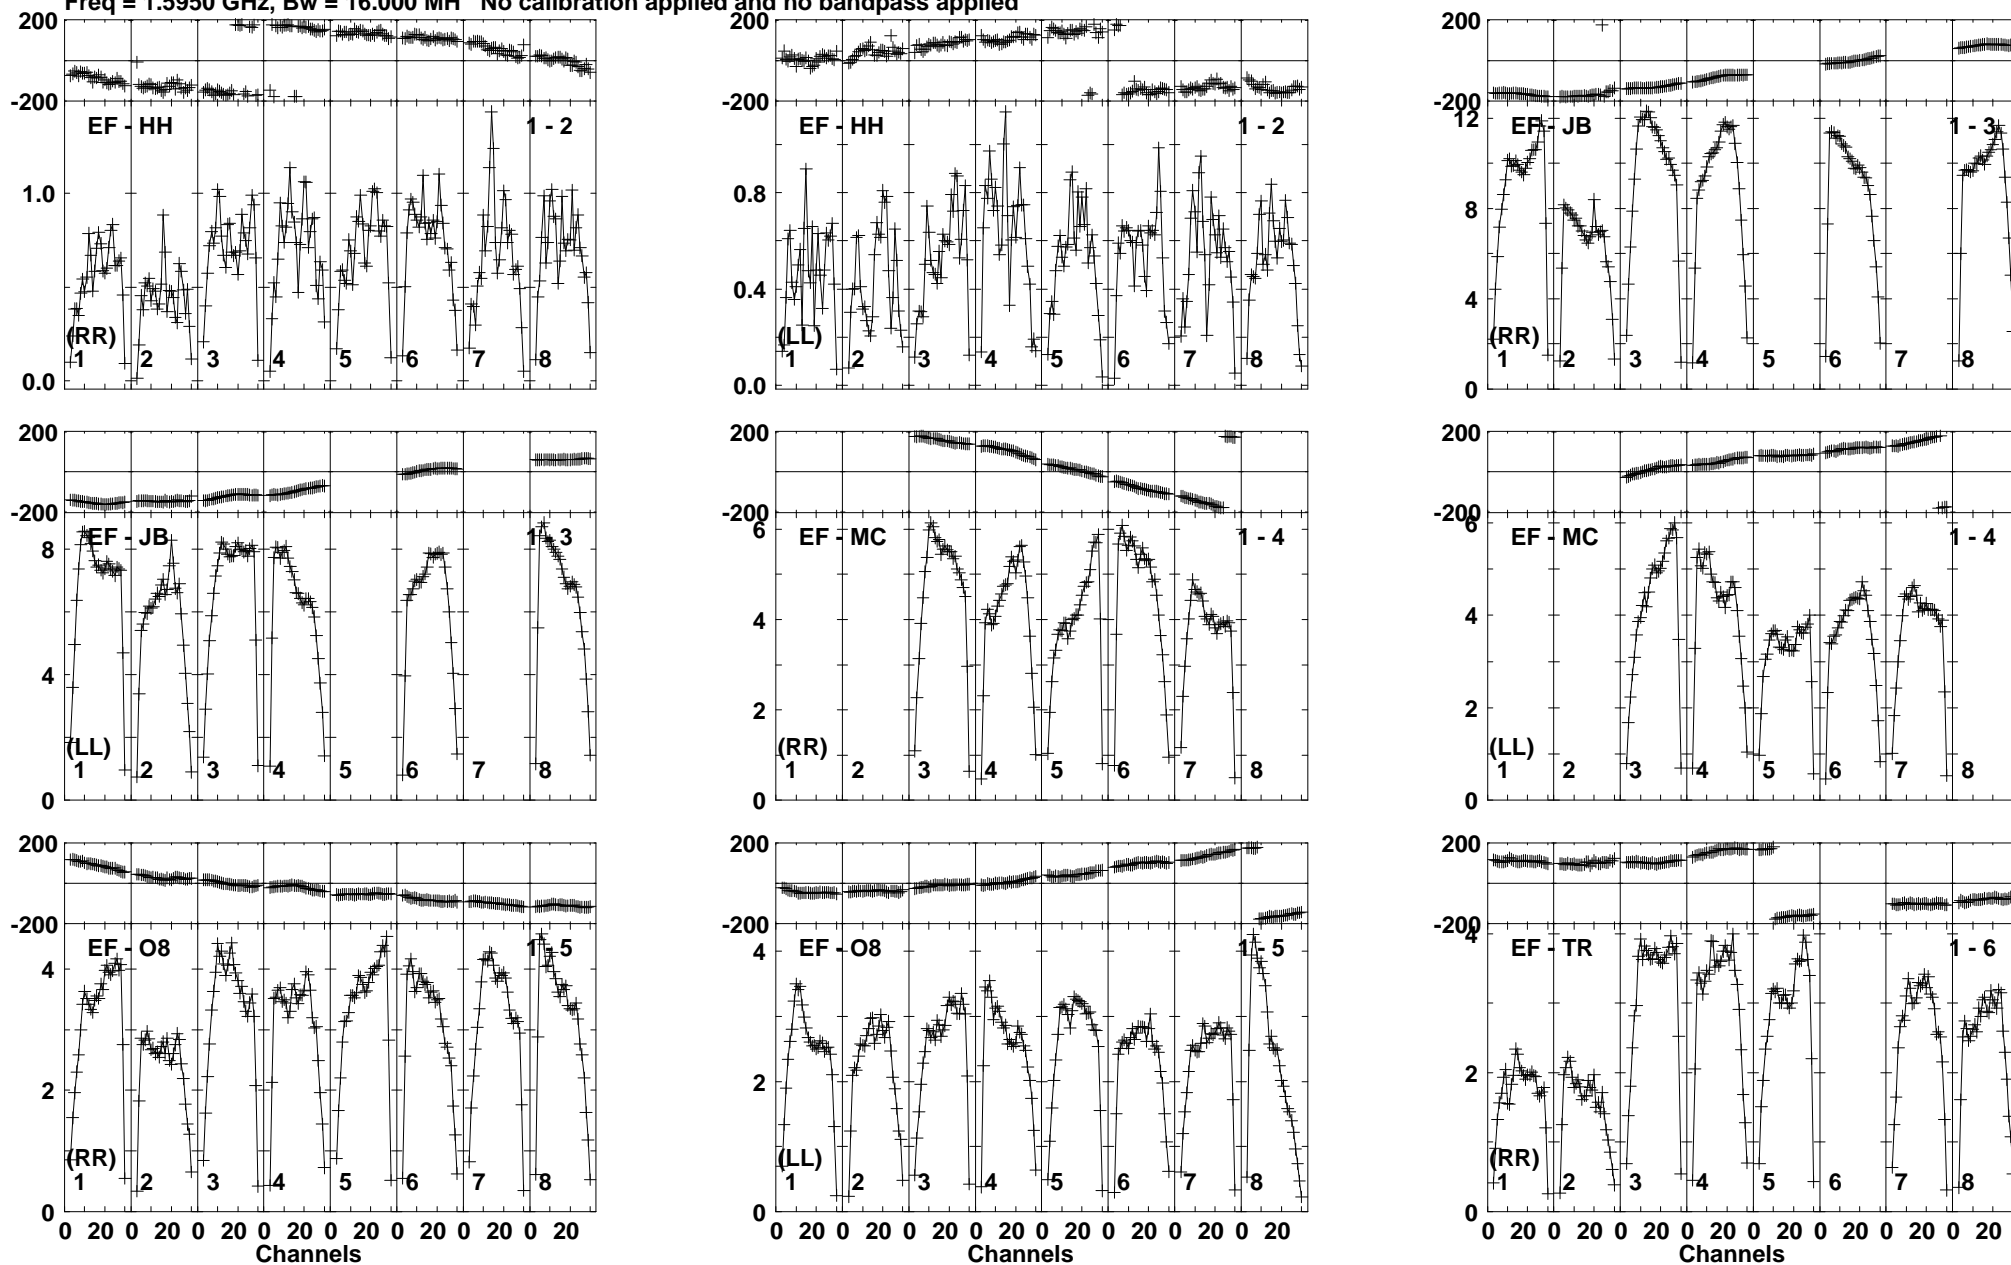 Freq = 1.5950 GHz, Bw = 16.000 MH No calibration applied and no bandpass applied
200 200 200
-200 -200 -200
EF - HH 1 - 2 EF - HH 1 - 2 EF - JB 1 - 3
12
1.0 0.8 8
0.4 4
(RR) (LL) (RR)
1 2 3 4 5 6 7 8 1 2 3 4 5 6 7 8 1 2 3 4 5 6 7 8
0.0 0.0 0
200 200 200
-200 -200 -200
EF - JB 1 - 3 EF - MC 1 - 4 EF - MC 1 - 4
8 6 6
4 4 4
2 2
(LL) (RR) (LL)
1 2 3 4 5 6 7 8 1 2 3 4 5 6 7 8 1 2 3 4 5 6 7 8
0 0 0
200 200 200
-200 -200 -200
EF - O8 1 - 5 EF - O8 1 - 5 EF - TR 1 - 6
4 4 4
2 2 2
(RR) (LL) (RR)
1 2 3 4 5 6 7 8 1 2 3 4 5 6 7 8 1 2 3 4 5 6 7 8
0 0 0
0 20 0 20 0 20 0 20 0 20 0 20 0 20 0 20 0 20 0 20 0 20 0 20 0 20 0 20 0 20 0 20 0 20 0 20 0 20 0 20 0 20 0 20 0 20 0 20
Channels Channels Channels